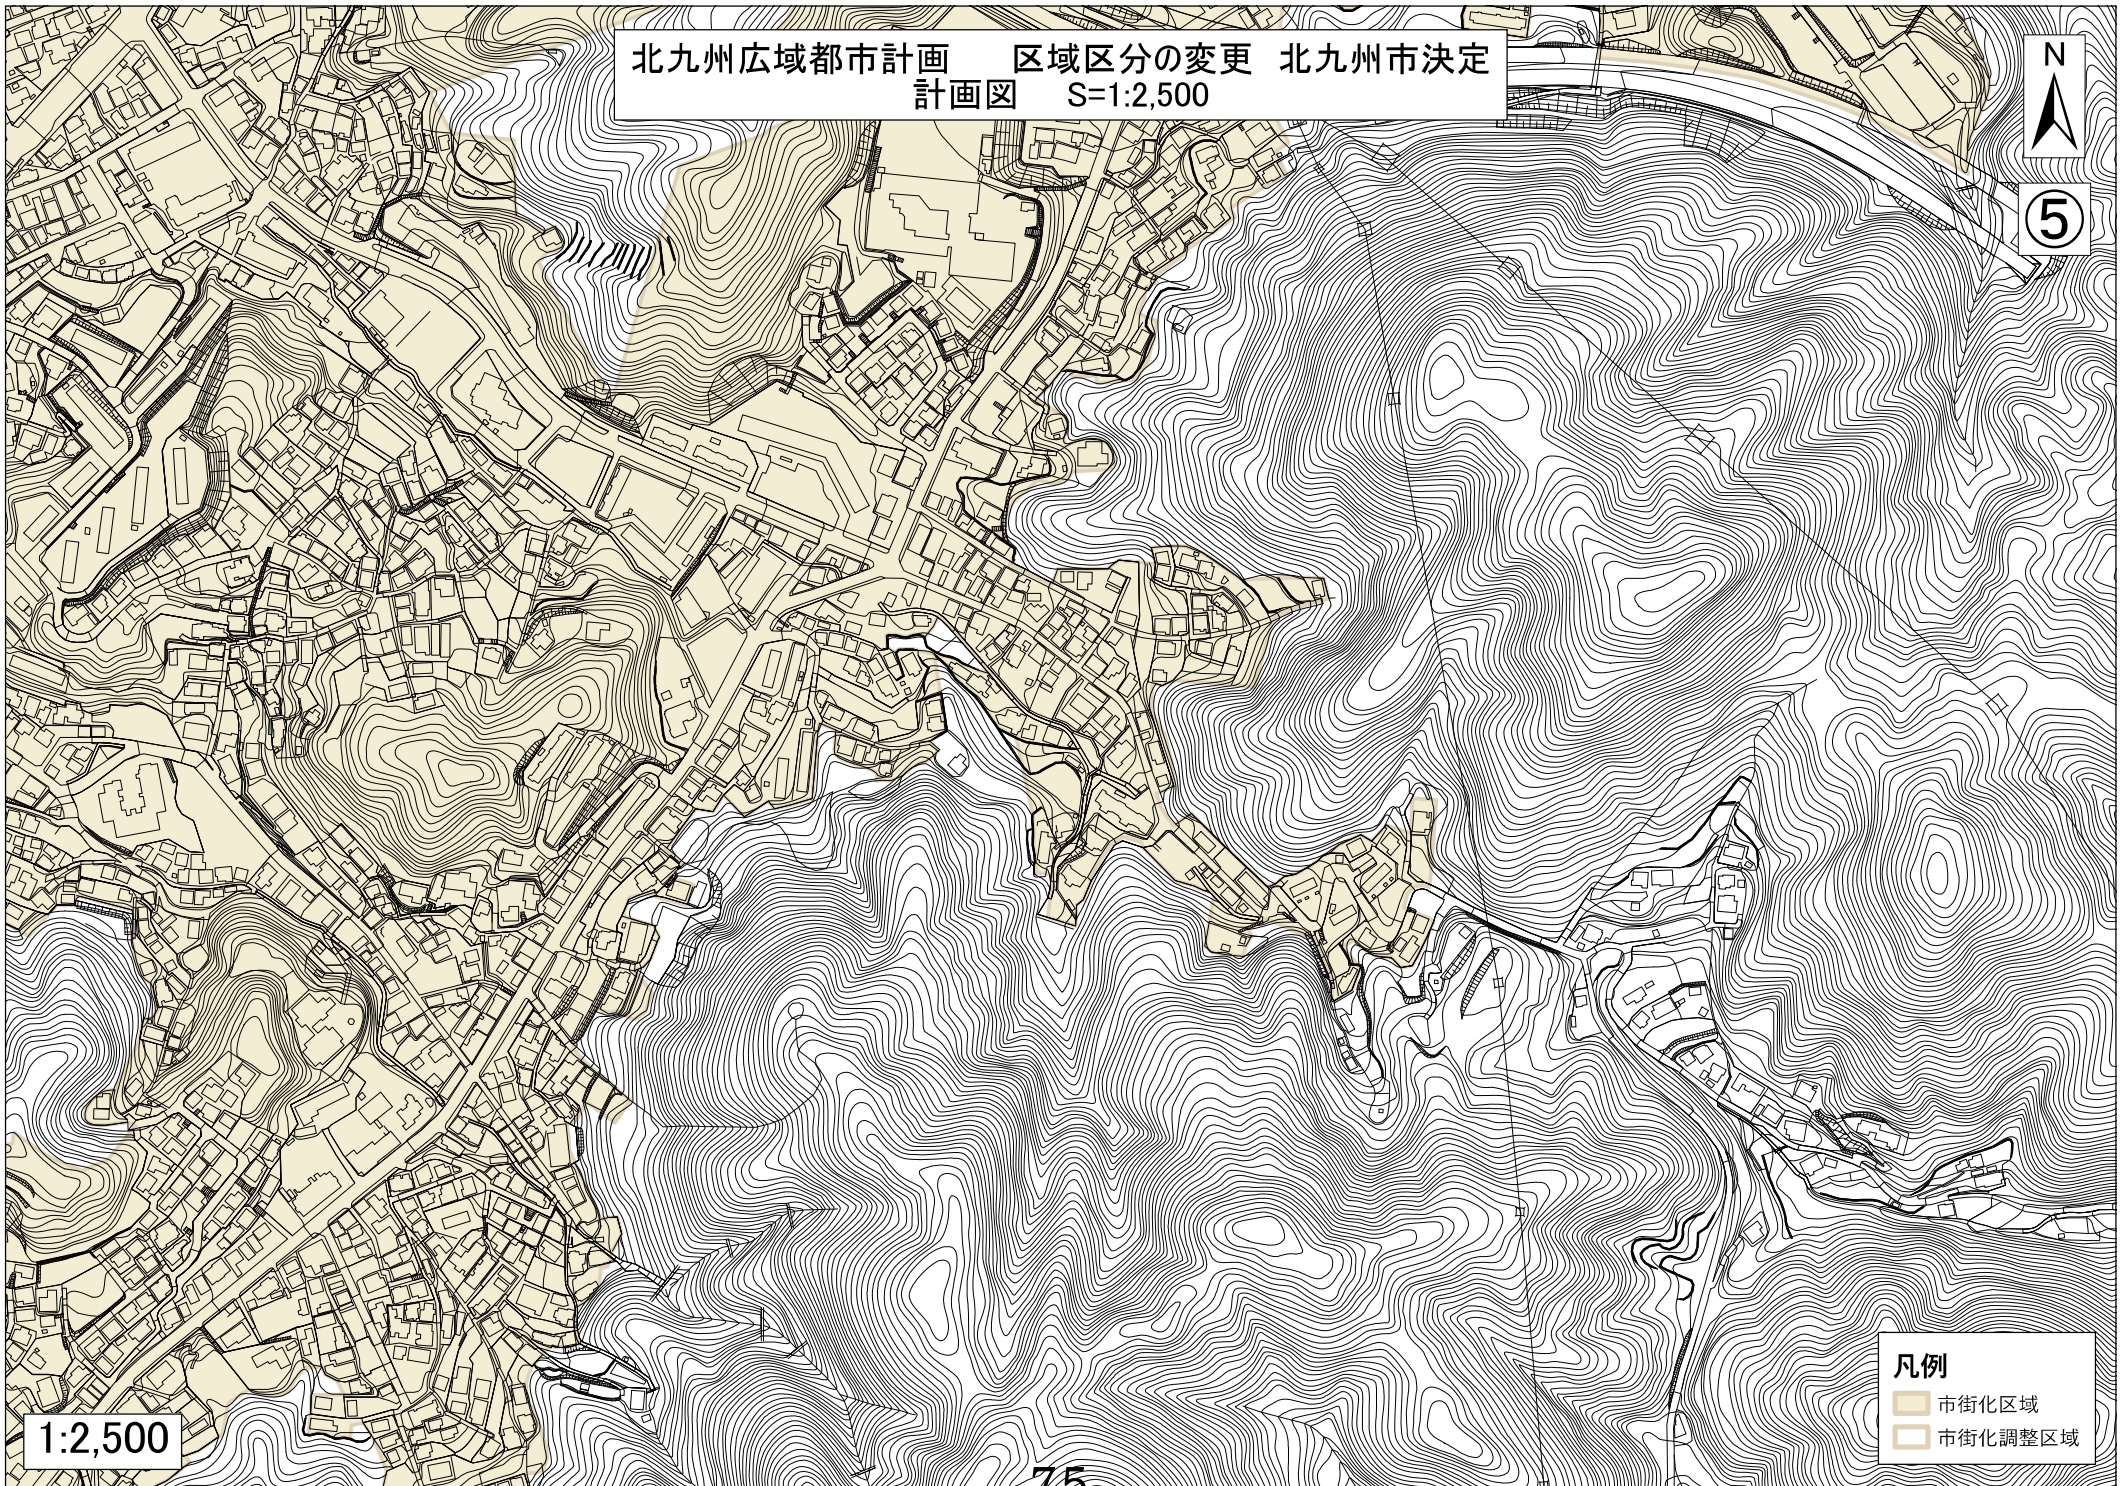 北九州広域都市計画　　区域区分の変更　北九州市決定
計画図　S=1:2,500
N
⑤
凡例
市街化区域
市街化調整区域
1:2,500
75